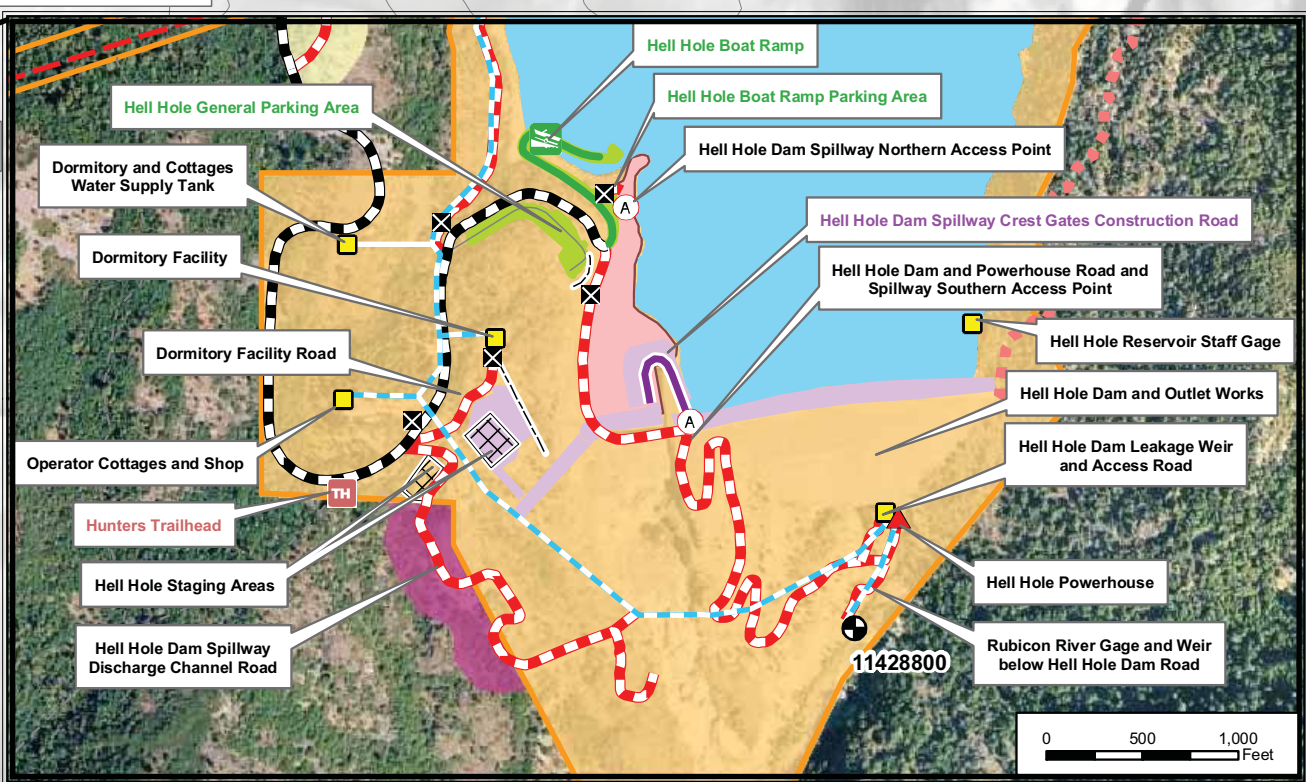 Hell Hole Boat Ramp
Hell Hole General Parking Area
Hell Hole Boat Ramp Parking Area
Dormitory and Cottages
Water Supply Tank
Hell Hole Dam Spillway Northern Access Point
A
Hell Hole Dam Spillway Crest Gates Construction Road
Dormitory Facility
Hell Hole Dam and Powerhouse Road and
Spillway Southern Access Point
Dormitory Facility Road
Hell Hole Reservoir Staff Gage
Hell Hole Dam and Outlet Works
A
Operator Cottages and Shop
Hell Hole Dam Leakage Weir
and Access Road
TH
Hunters Trailhead
Hell Hole Staging Areas
Hell Hole Powerhouse
Hell Hole Dam Spillway
Discharge Channel Road
Rubicon River Gage and Weir
below Hell Hole Dam Road
11428800
0 500 1,000
Feet